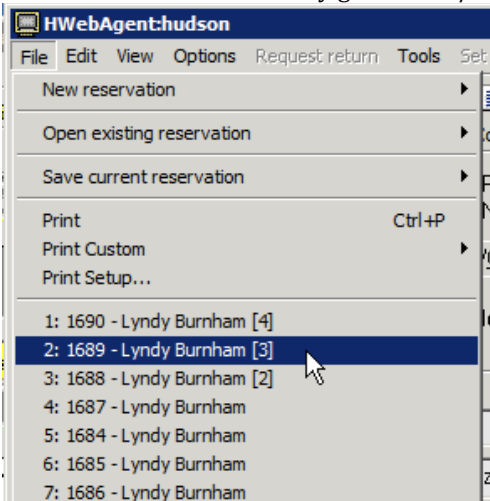 HWebAgent:hudson
File Edit View Options Request return Tools Set
New reservation
Open existing reservation
Save current reservation
Print Ctrl+P
Print Custom
Print Setup...
1: 1690 - Lyndy Burnham [4]
2: 1689 - Lyndy Burnham [3]
3: 1688 - Lyndy Burnham [2]
4: 1687 - Lyndy Burnham
5: 1684 - Lyndy Burnham
6: 1685 - Lyndy Burnham
7: 1686 - Lyndy Burnham